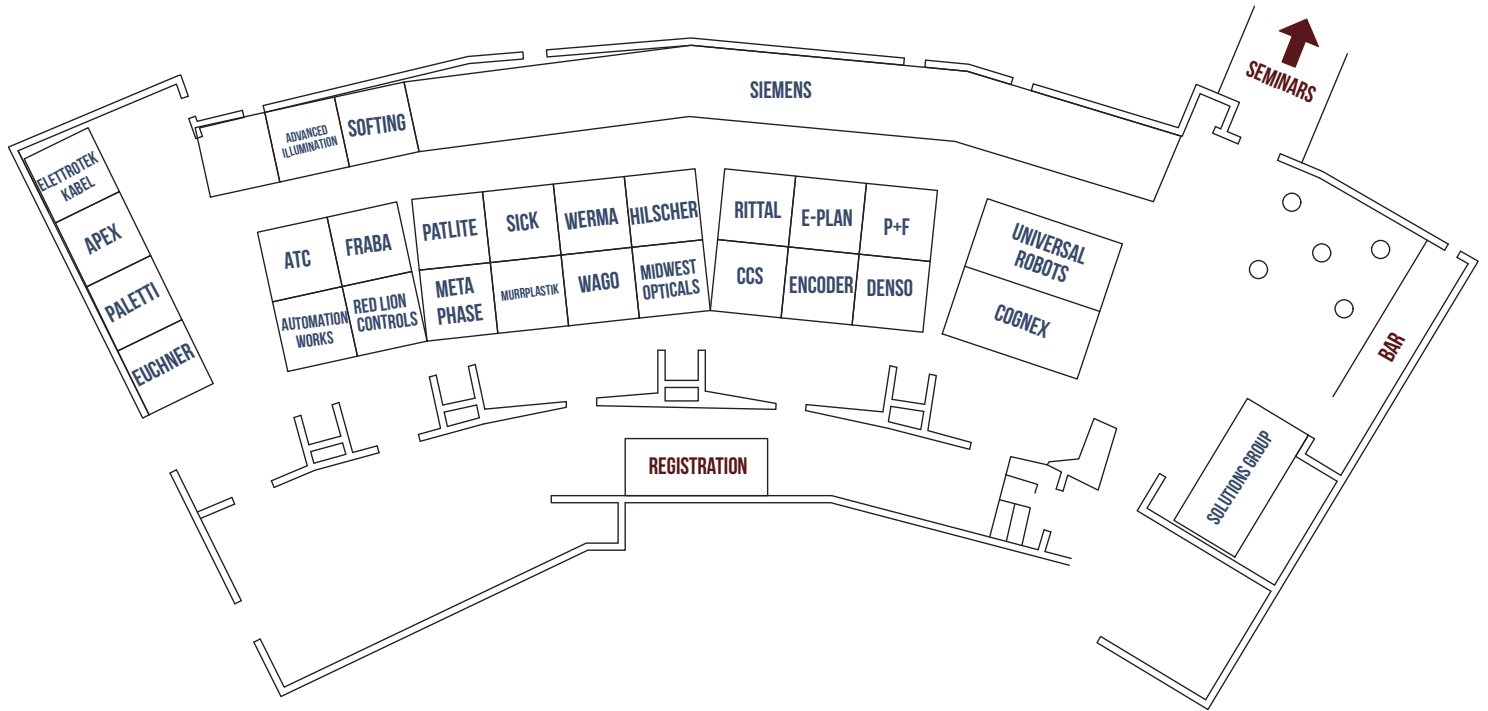 SEMINARS
SIEMENS
ADVANCED
ILLUMINATION
SOFTING
ELETTROTEK
KABEL
APEX
PALETTI
EUCHNER
ATC
FRABA
AUTOMATION
WORKS
RED LION
CONTROLS
PATLITE
SICK
WERMA
HILSCHER
META
PHASE
MURRPLASTIK
WAGO
MIDWEST
OPTICALS
RITTAL
E-PLAN
P+F
CCS
ENCODER
DENSO
UNIVERSAL
ROBOTS
COGNEX
BAR
SOLUTIONS GROUP
REGISTRATION